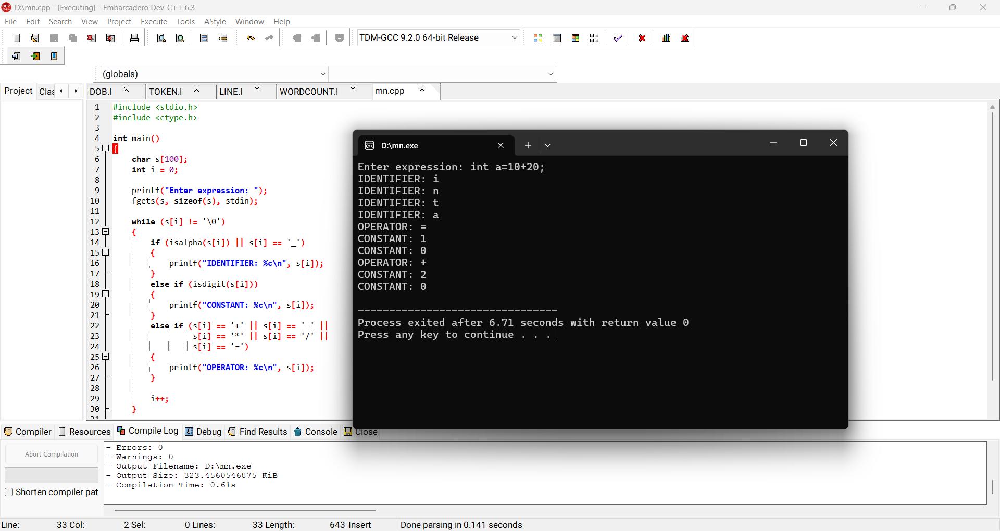 D:\mn.cpp - [Executing] - Embarcadero Dev-C++ 6.3
File Edit Search View Project Execute Tools AStyle Window Help
TDM-GCC 9.2.0 64-bit Release
(globals)
Project Clas DOB.l TOKEN.l LINE.l WORDCOUNT.l mn.cpp
1 #include <stdio.h>
2 #include <ctype.h>
3
4 int main()
5 {
6 char s[100];
7 int i = 0;
8
9 printf("Enter expression: ");
10 fgets(s, sizeof(s), stdin);
11
12 while (s[i] != '\0')
13 {
14 if (isalpha(s[i]) || s[i] == '_')
15 {
16 printf("IDENTIFIER: %c\n", s[i]);
17 }
18 else if (isdigit(s[i]))
19 {
20 printf("CONSTANT: %c\n", s[i]);
21 }
22 else if (s[i] == '+' || s[i] == '-' ||
23 s[i] == '*' || s[i] == '/' ||
24 s[i] == '=')
25 {
26 printf("OPERATOR: %c\n", s[i]);
27 }
28
29 i++;
30 }
31
D:\mn.exe
Enter expression: int a=10+20;
IDENTIFIER: i
IDENTIFIER: n
IDENTIFIER: t
IDENTIFIER: a
OPERATOR: =
CONSTANT: 1
CONSTANT: 0
OPERATOR: +
CONSTANT: 2
CONSTANT: 0
--------------------------------
Process exited after 6.71 seconds with return value 0
Press any key to continue . . .
Compiler Resources Compile Log Debug Find Results Console Close
Abort Compilation
Shorten compiler pat
- Errors: 0
- Warnings: 0
- Output Filename: D:\mn.exe
- Output Size: 323.4560546875 KiB
- Compilation Time: 0.61s
Line: 33 Col: 2 Sel: 0 Lines: 33 Length: 643 Insert Done parsing in 0.141 seconds